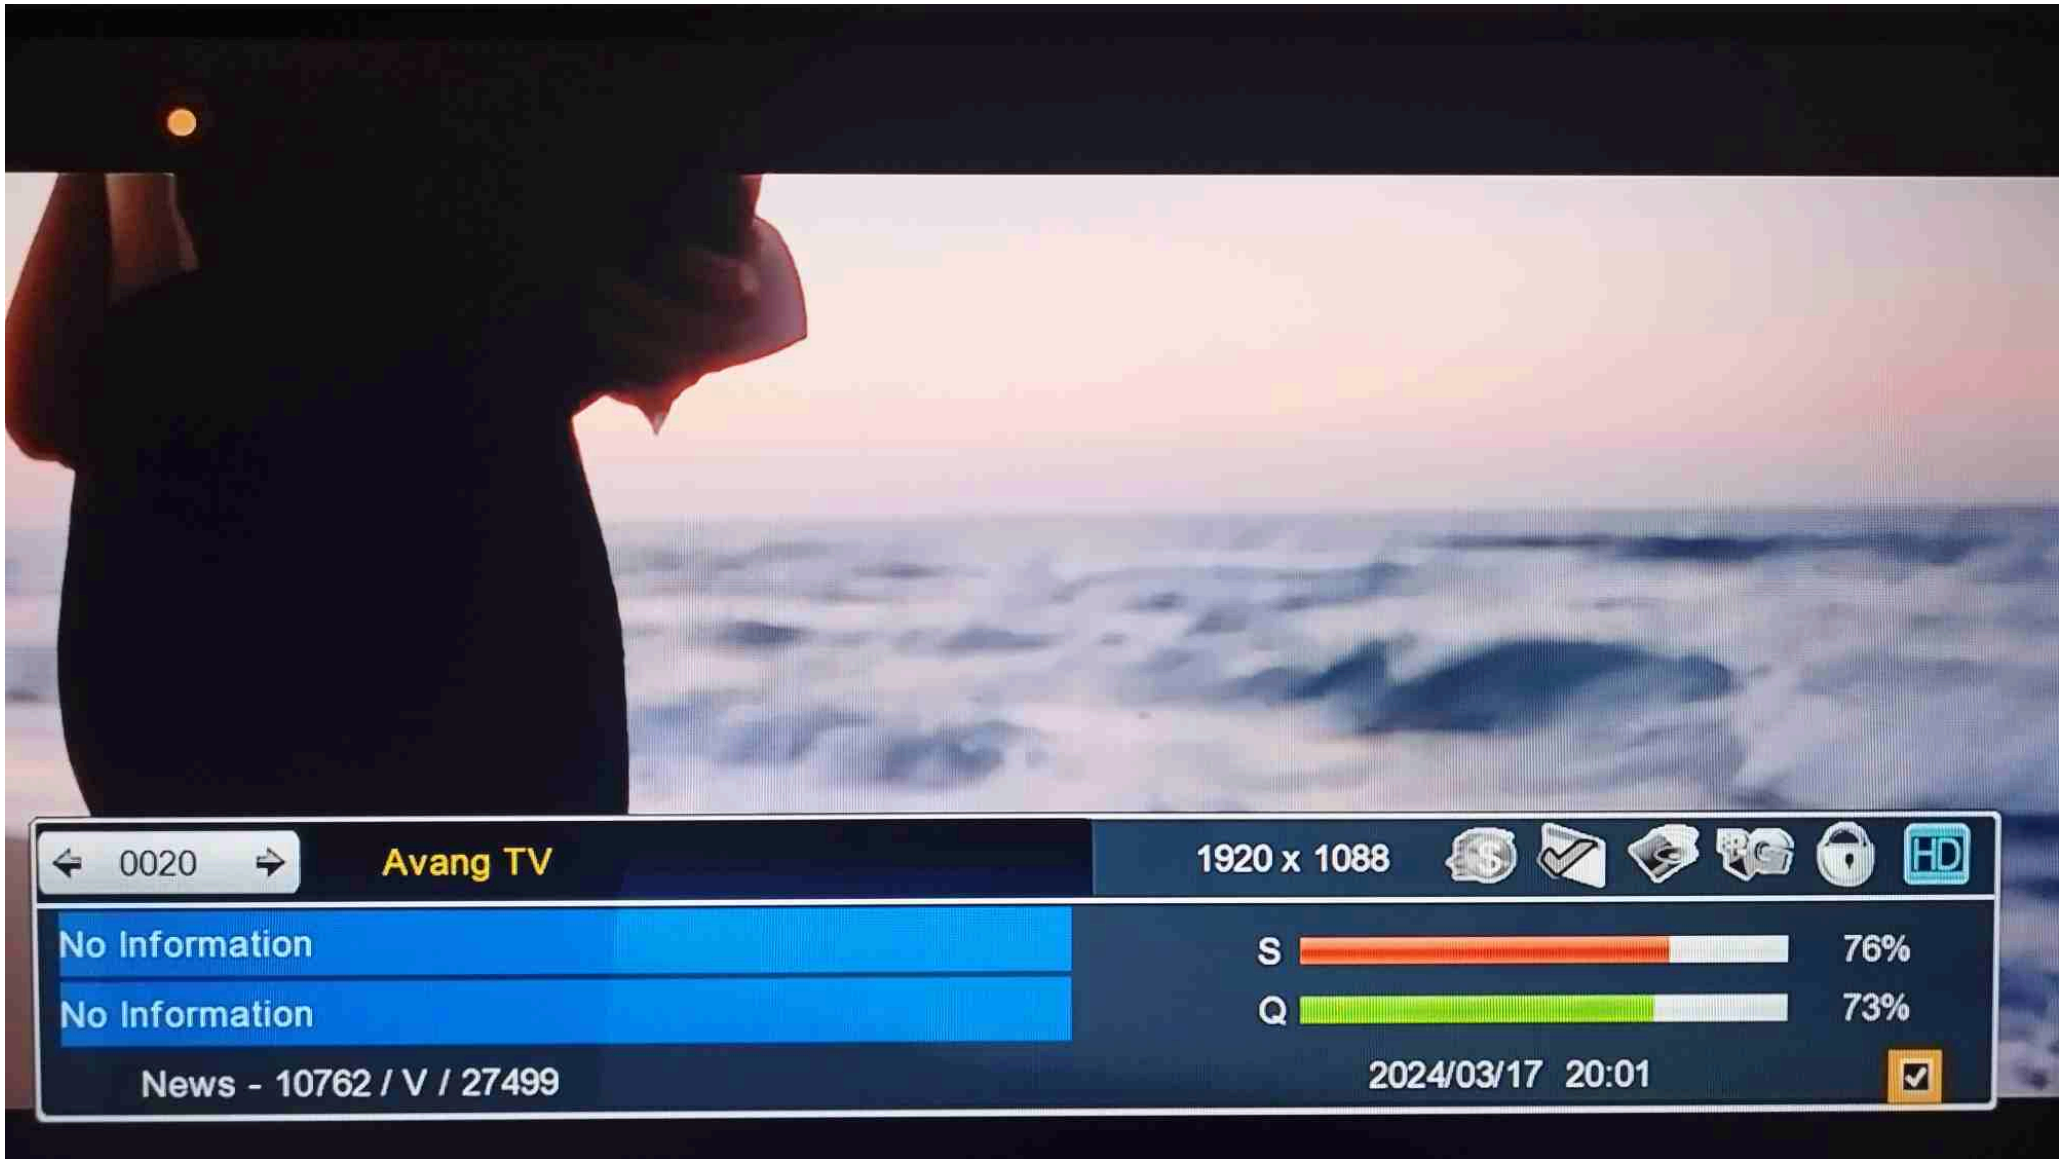 0020 Avang TV 1920 x 1088 HD
No Information
S 76%
No Information
Q 73%
News - 10762 / V / 27499 2024/03/17 20:01